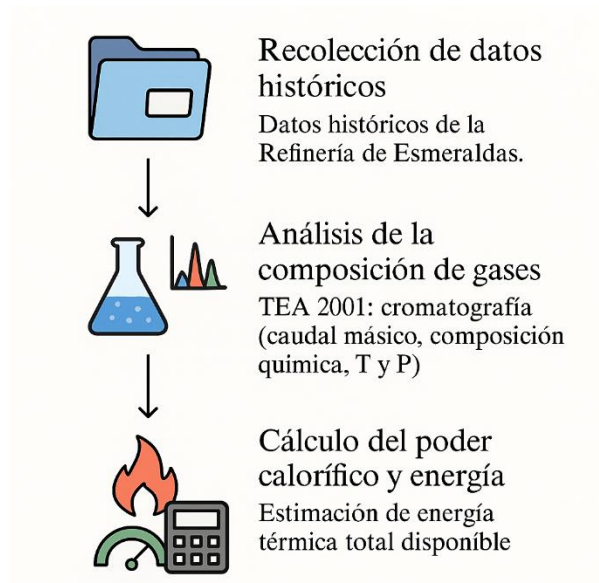 Recolección de datos
históricos
Datos históricos de la
Refinería de Esmeraldas.
Análisis de la
composición de gases
TEA 2001: cromatografía
(caudal másico, composición
quimica, T y P)
Cálculo del poder
calorífico y energía
Estimación de energía
térmica total disponíble